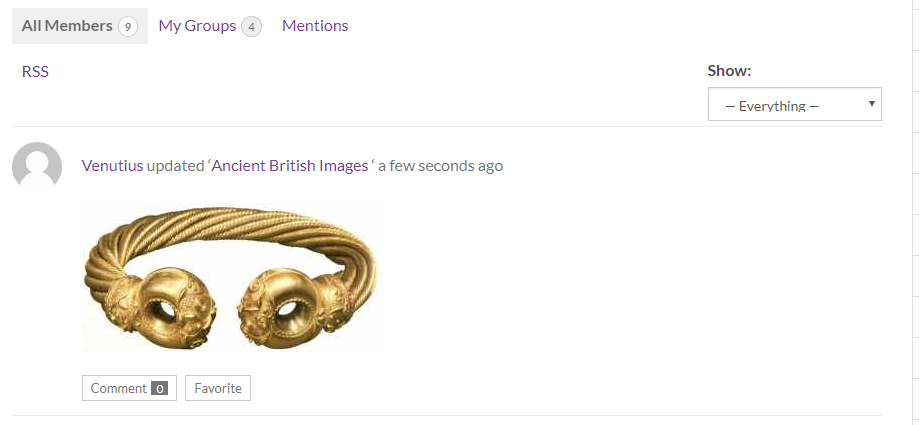 All Members 9 My Groups 4 Mentions
RSS
Show:
— Everything —
Venutius updated ‘Ancient British Images ‘ a few seconds ago
Comment 0 Favorite